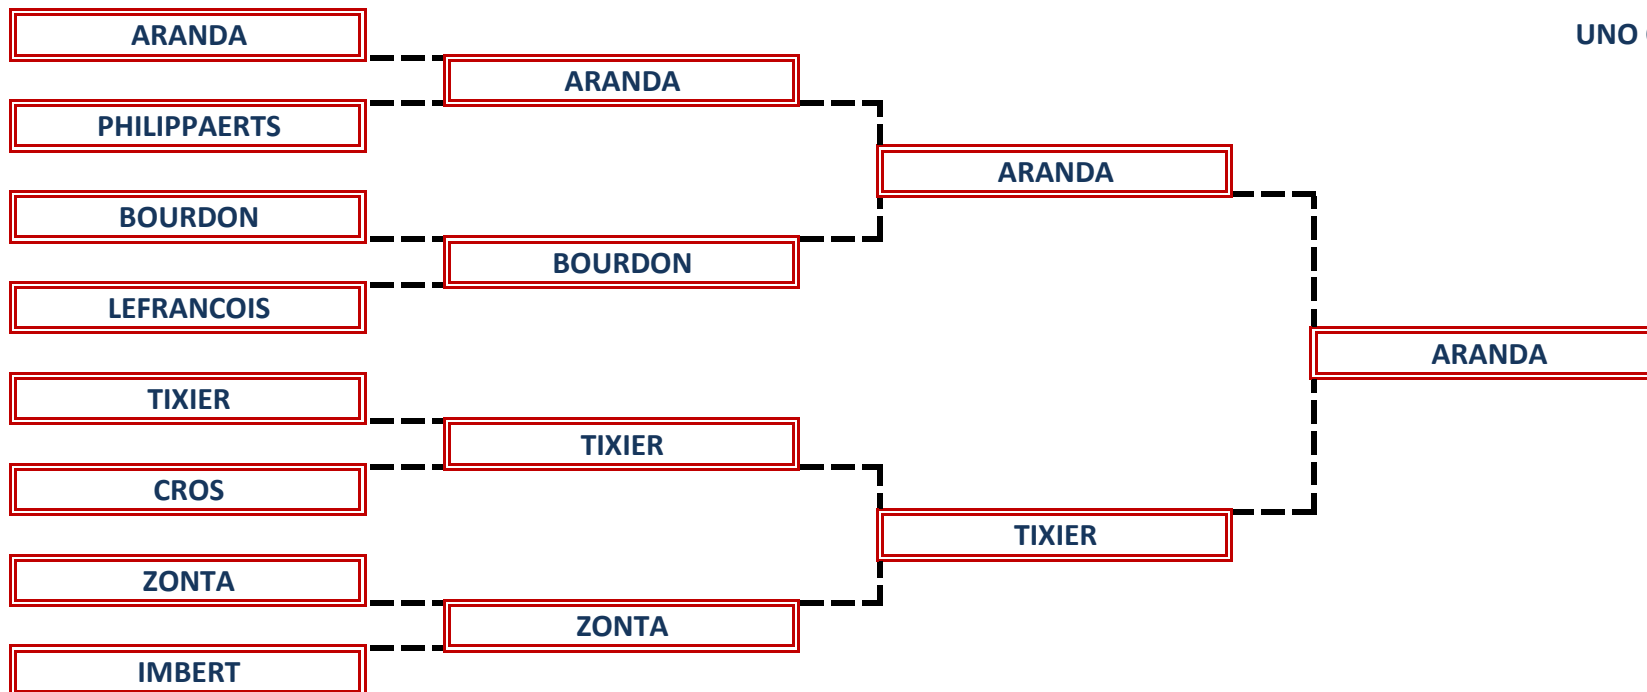 ARANDA
UNO
ARANDA
PHILIPPAERTS
ARANDA
BOURDON
BOURDON
LEFRANCOIS
ARANDA
TIXIER
TIXIER
CROS
TIXIER
ZONTA
ZONTA
IMBERT